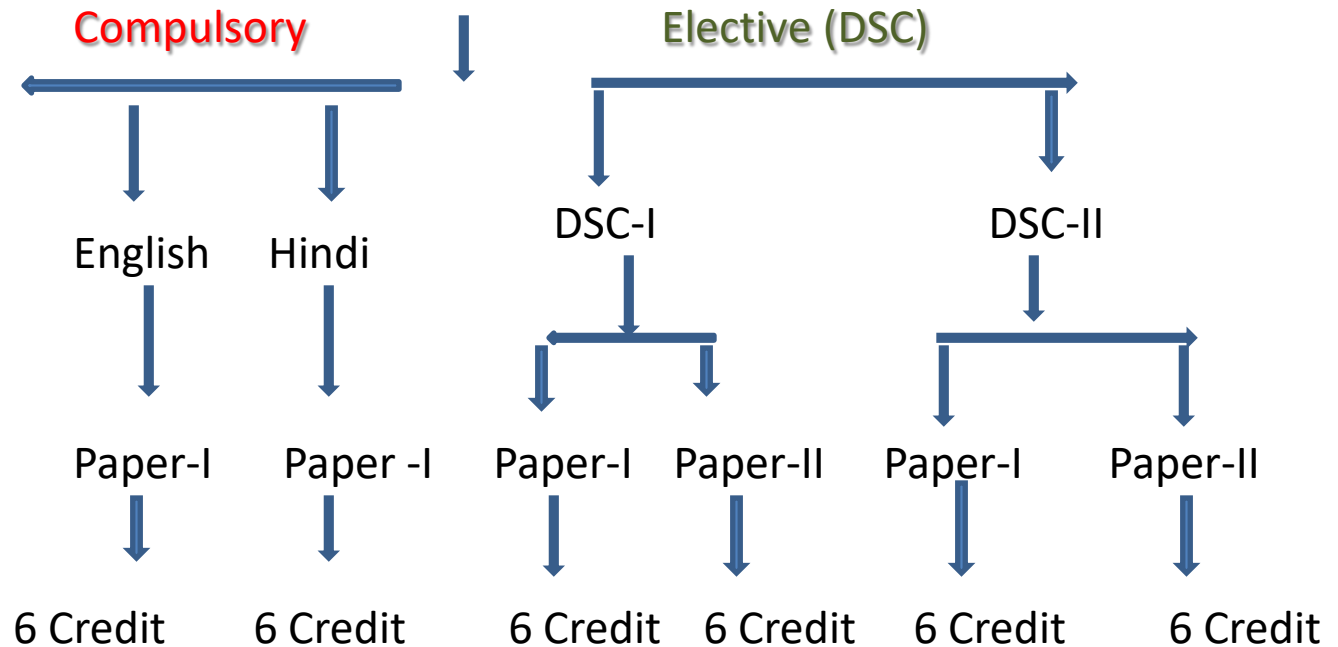 Compulsory Elective (DSC)
DSC-I DSC-II
English Hindi
Paper-I Paper -I Paper-I Paper-II Paper-I Paper-II
6 Credit 6 Credit 6 Credit 6 Credit 6 Credit 6 Credit